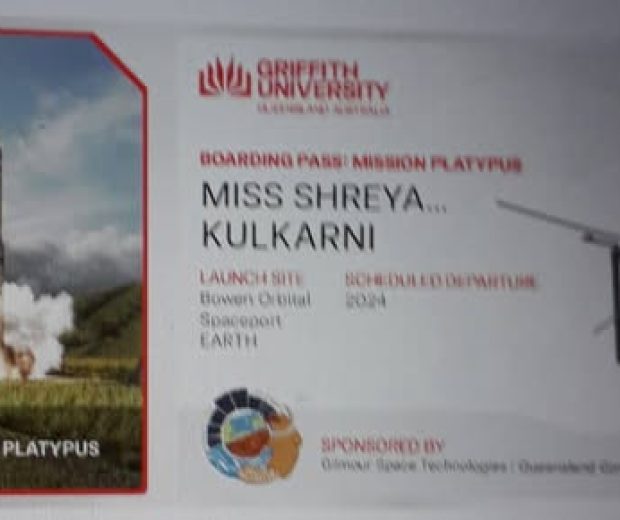 GRIFFITH
UNIVERSITY
QUEENSLAND AUSTRALIA
BOARDING PASS: MISSION PLATYPUS
MISS SHREYA...
KULKARNI
LAUNCH SITE
Bowen Orbital
Spaceport
EARTH
SCHEDULED DEPARTURE
2024
PLATYPUS
SPONSORED BY
Gilmour Space Technologies | Queensland